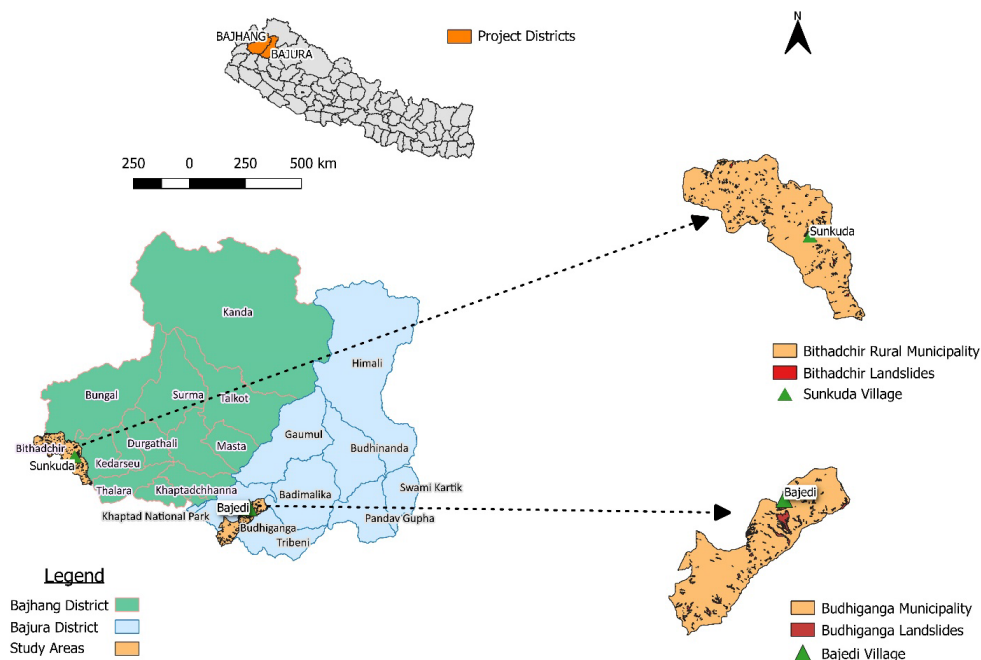 N
BAJHANG
BAJURA
Project Districts
250 0 250 500 km
Sunkuda
Kanda
Himali
Bungal
Surma
Talkot
Gaumul
Durgathali
Masta
Budhinanda
Bithadchir
Sunkuda
Kedarseu
Thalara
Khaptadchhanna
Badimalika
Swami Kartik
Bajedi
Khaptad National Park
Pandav Gupha
Budhiganga
Tribeni
Bithadchir Rural Municipality
Bithadchir Landslides
Sunkuda Village
Bajedi
Legend
Bajhang District
Bajura District
Study Areas
Budhiganga Municipality
Budhiganga Landslides
Bajedi Village